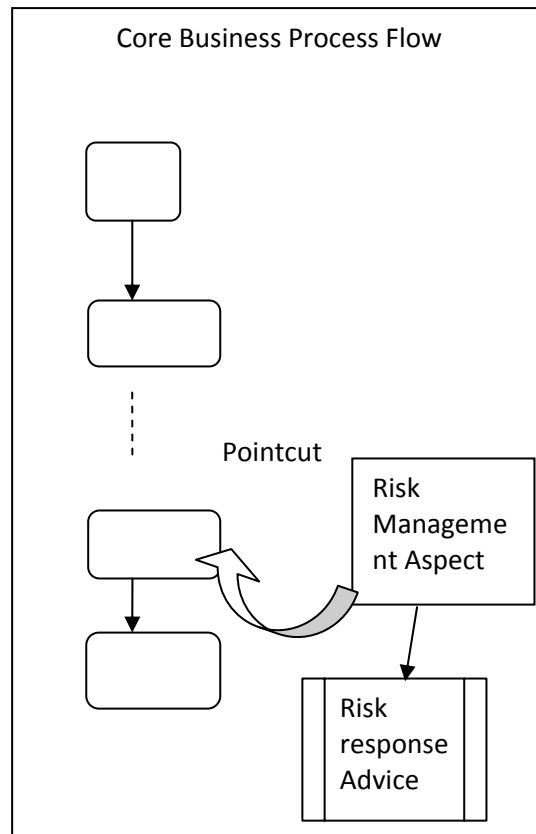 Core Business Process Flow
Pointcut
Risk
Manageme
nt Aspect
Risk
response
Advice